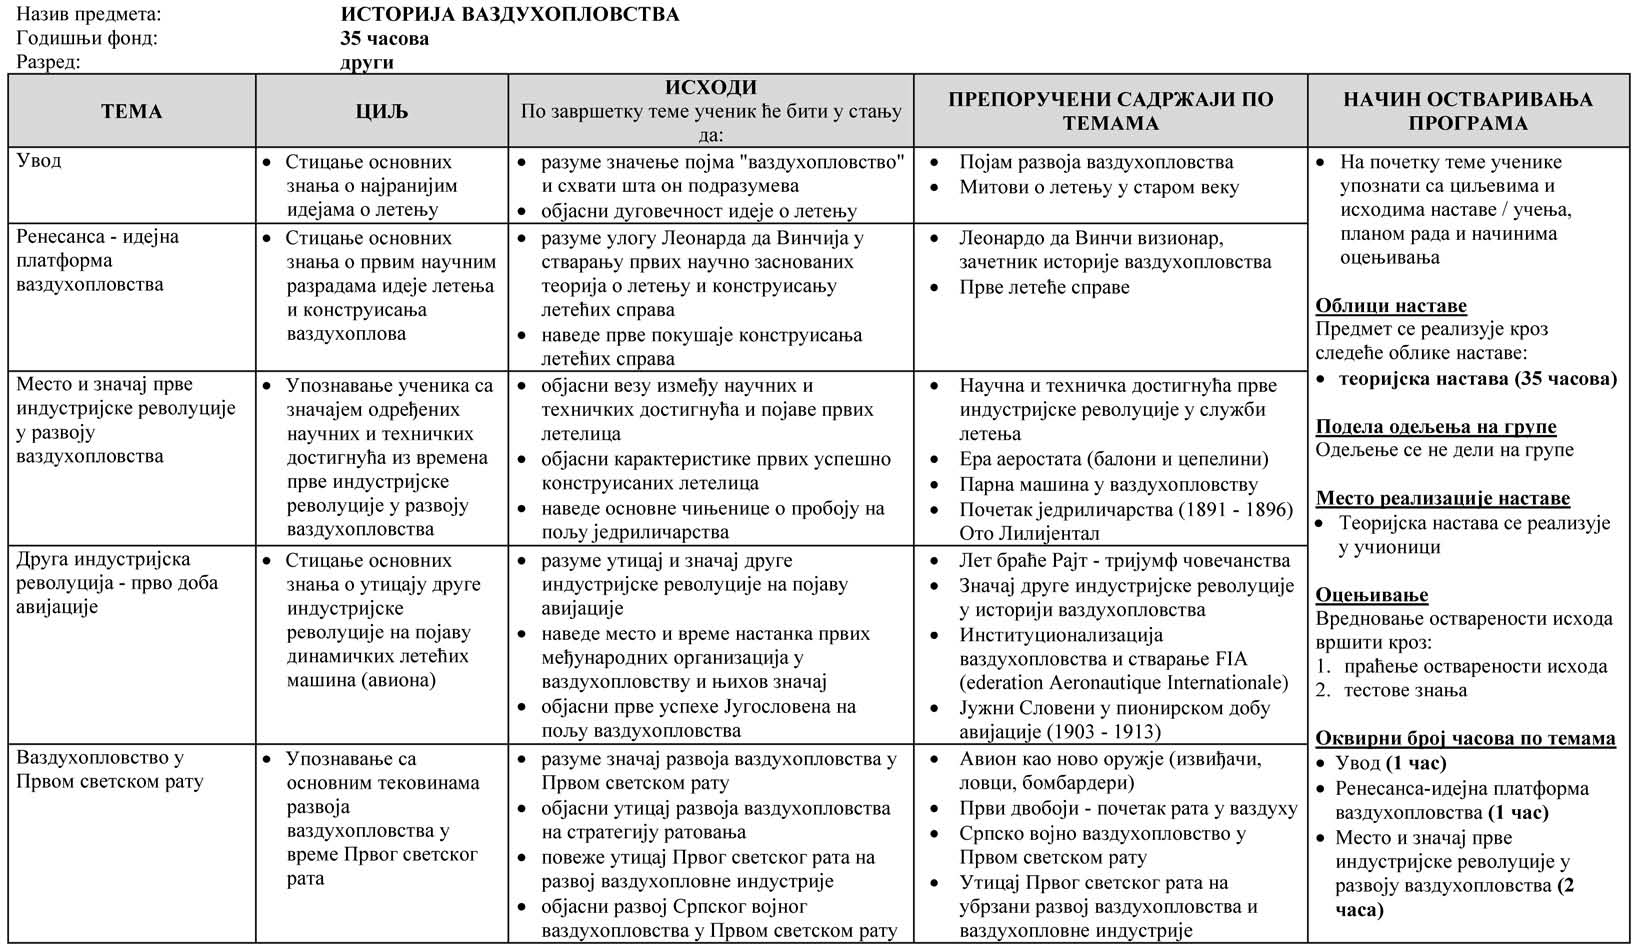 Назив предмета: ИСТОРИЈА ВАЗДУХОПЛОВСТВА
Годишњи фонд: 35 часова
Разред: други
ТЕМА
ЦИЉ
ИСХОДИ
По завршетку теме ученик ће бити у стању
да:
ПРЕПОРУЧЕНИ САДРЖАЈИ ПО
ТЕМАМА
НАЧИН ОСТВАРИВАЊА
ПРОГРАМА
Увод
• Стицање основних
знања о најранијим
идејама о летењу
• разуме значење појма "ваздухопловство"
и схвати шта он подразумева
• објасни дуговечност идеје о летењу
• Појам развоја ваздухопловства
• Митови о летењу у старом веку
Ренесанса - идејна
платформа
ваздухопловства
• Стицање основних
знања о првим научним
разрадама идеје летења
и конструисања
ваздухоплова
• разуме улогу Леонарда да Винчија у
стварању првих научно заснованих
теорија о летењу и конструисању
летећих справа
• наведе прве покушаје конструисања
летећих справа
• Леонардо да Винчи визионар,
зачетник историје ваздухопловства
• Прве летеће справе
Место и значај прве
индустријске револуције
у развоју
ваздухопловства
• Упознавање ученика са
значајем одређених
научних и техничких
достигнућа из времена
прве индустријске
револуције у развоју
ваздухопловства
• објасни везу између научних и
техничких достигнућа и појаве првих
летелица
• објасни карактеристике првих успешно
конструисаних летелица
• наведе основне чињенице о пробоју на
пољу једриличарства
• Научна и техничка достигнућа прве
индустријске револуције у служби
летења
• Ера аеростата (балони и цепелини)
• Парна машина у ваздухопловству
• Почетак једриличарства (1891 - 1896)
Ото Лилијентал
Друга индустријска
револуција - прво доба
авијације
• Стицање основних
знања о утицају друге
индустријске
револуције на појаву
динамичких летећих
машина (авиона)
• разуме утицај и значај друге
индустријске револуције на појаву
авијације
• наведе место и време настанка првих
међународних организација у
ваздухопловству и њихов значај
• објасни прве успехе Југословена на
пољу ваздухопловства
• Лет браће Рајт - тријумф човечанства
• Значај друге индустријске револуције
у историји ваздухопловства
• Институционализација
ваздухопловства и стварање FIA
(ederation Aeronautique Internationale)
• Јужни Словени у пионирском добу
авијације (1903 - 1913)
Ваздухопловство у
Првом светском рату
• Упознавање са
основним тековинама
развоја
ваздухопловства у
време Првог светског
рата
• разуме значај развоја ваздухопловства у
Првом светском рату
• објасни утицај развоја ваздухопловства
на стратегију ратовања
• повеже утицај Првог светског рата на
развој ваздухопловне индустрије
• објасни развој Српског војног
ваздухопловства у Првом светском рату
• Авион као ново оружје (извиђачи,
ловци, бомбардери)
• Први двобоји - почетак рата у ваздуху
• Српско војно ваздухопловство у
Првом светском рату
• Утицај Првог светског рата на
убрзани развој ваздухопловства и
ваздухопловне индустрије
• На почетку теме ученике
упознати са циљевима и
исходима наставе / учења,
планом рада и начинима
оцењивања
Облици наставе
Предмет се реализује кроз
следеће облике наставе:
• теоријска настава (35 часова)
Подела одељења на групе
Одељење се не дели на групе
Место реализације наставе
• Теоријска настава се реализује
у учионици
Оцењивање
Вредновање остварености исхода
вршити кроз:
1. праћење остварености исхода
2. тестове знања
Оквирни број часова по темама
• Увод (1 час)
• Ренесанса-идејна платформа
ваздухопловства (1 час)
• Место и значај прве
индустријске револуције у
развоју ваздухопловства (2
часа)